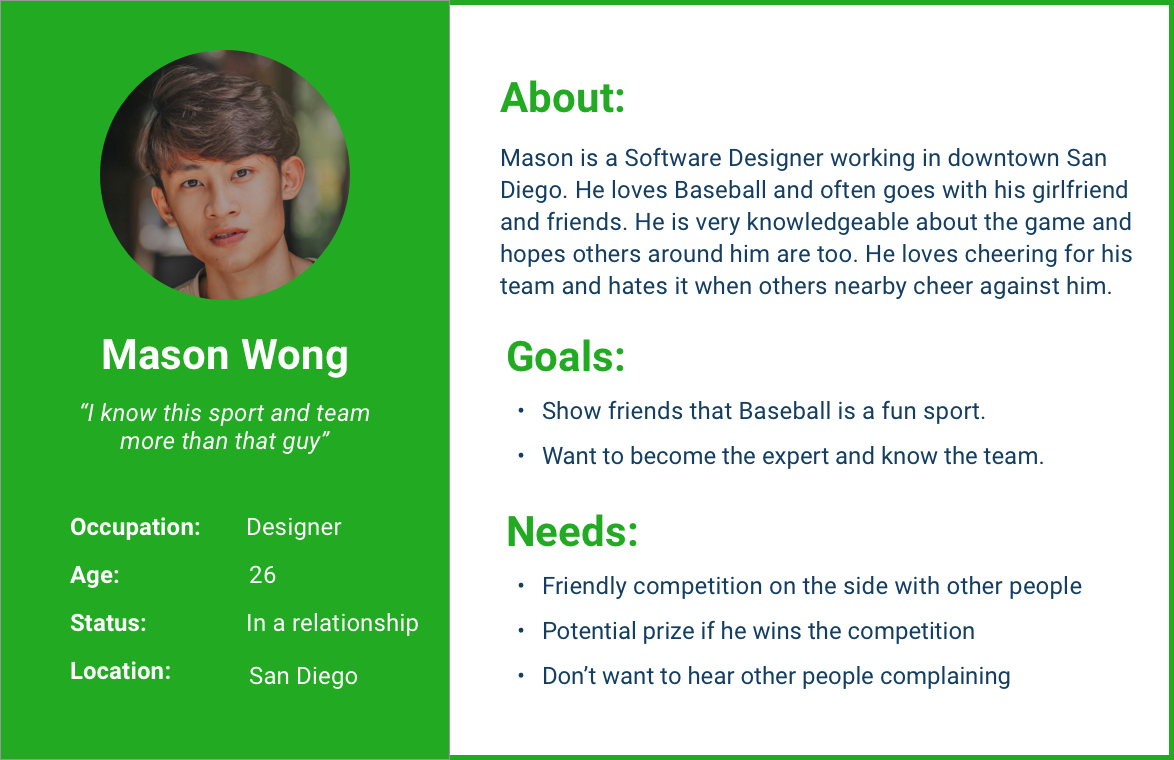 Mason Wong
“I know this sport and team
more than that guy”
Occupation: Designer
Age: 26
Status: In a relationship
Location: San Diego
About:
Mason is a Software Designer working in downtown San
Diego. He loves Baseball and often goes with his girlfriend
and friends. He is very knowledgeable about the game and
hopes others around him are too. He loves cheering for his
team and hates it when others nearby cheer against him.
Goals:
• Show friends that Baseball is a fun sport.
• Want to become the expert and know the team.
Needs:
• Friendly competition on the side with other people
• Potential prize if he wins the competition
• Don’t want to hear other people complaining